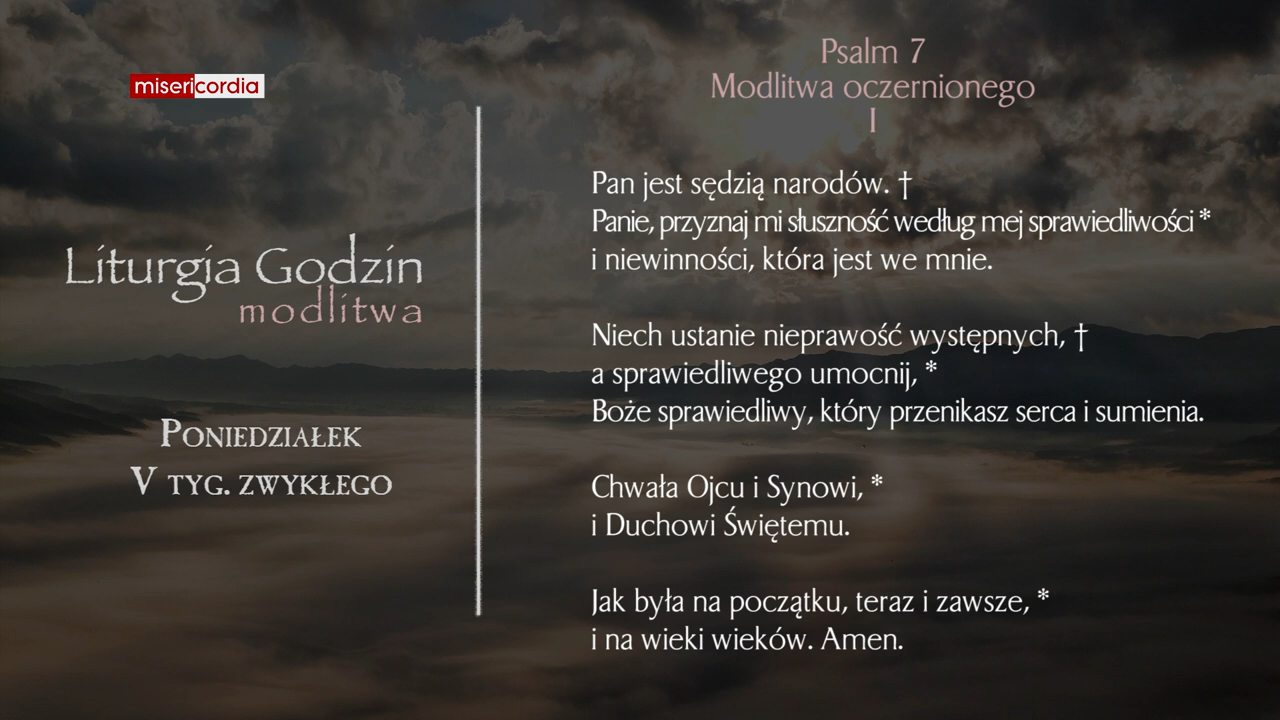 misericordia
Liturgia Godzin
modlitwa
Poniedziałek
V tyg. zwykłego
Psalm 7
Modlitwa oczernionego
I
Pan jest sędzią narodów. †
Panie, przyznaj mi słuszność według mej sprawiedliwości *
i niewinności, która jest we mnie.
Niech ustanie nieprawość występnych, †
a sprawiedliwego umocnij, *
Boże sprawiedliwy, który przenikasz serca i sumienia.
Chwała Ojcu i Synowi, *
i Duchowi Świętemu.
Jak była na początku, teraz i zawsze, *
i na wieki wieków. Amen.